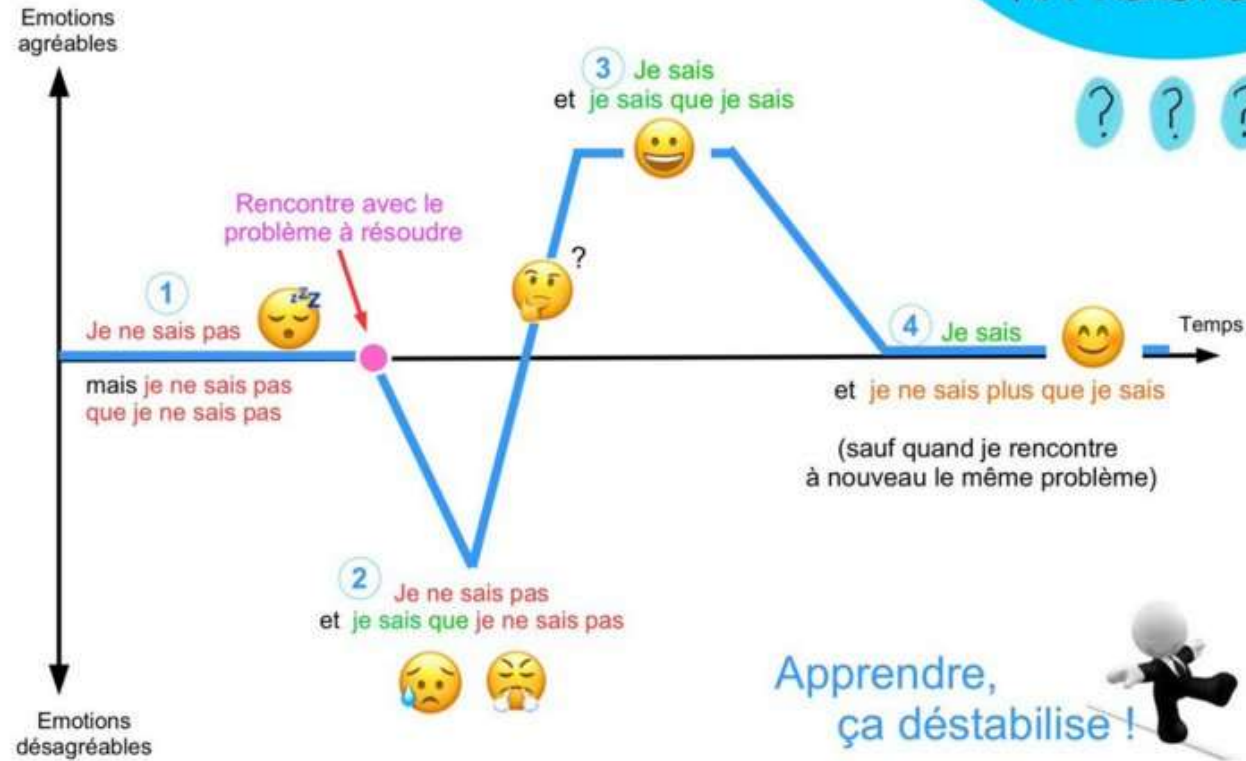 Emotions
agréables
3 Je sais
et je sais que je sais
? ? ?
Rencontre avec le
problème à résoudre
?
1
Je ne sais pas
zzZ
mais je ne sais pas
que je ne sais pas
4 Je sais
Temps
et je ne sais plus que je sais
(sauf quand je rencontre
à nouveau le même problème)
2 Je ne sais pas
et je sais que je ne sais pas
Apprendre,
ça déstabilise !
Emotions
désagréables